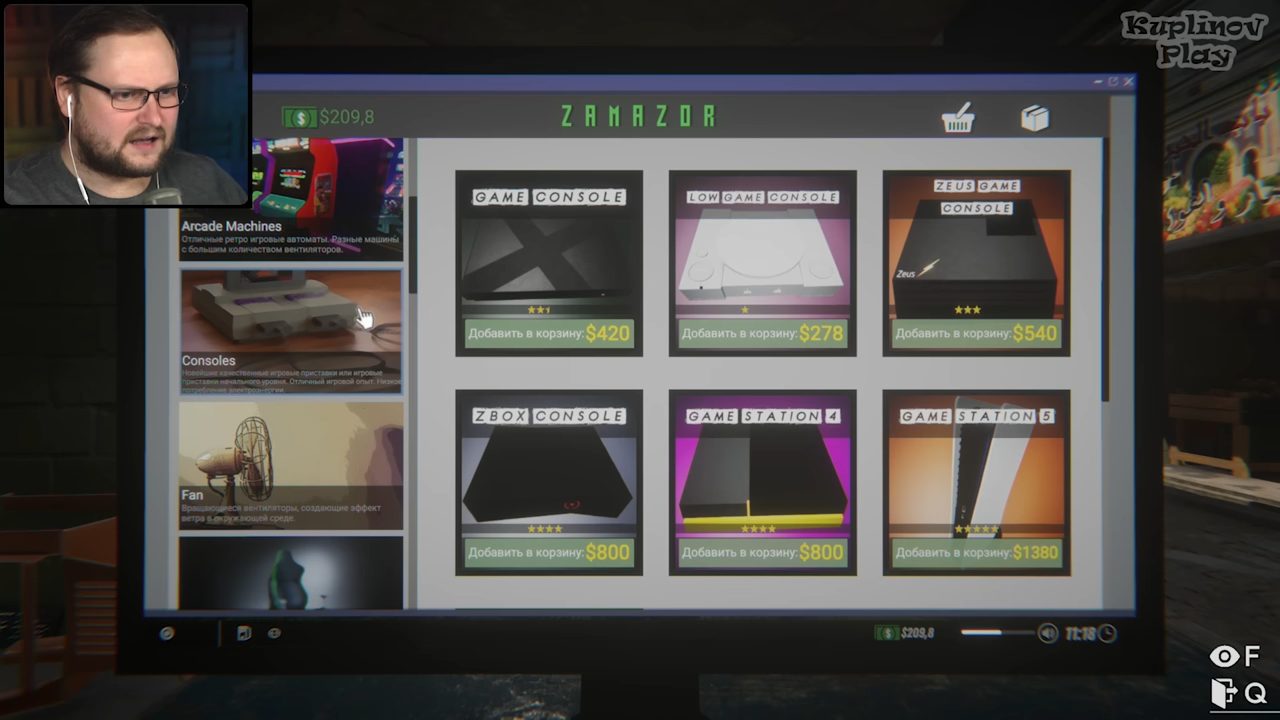 Kuplinov
Play
$209,8
ZAMAZOR
Arcade Machines
Отличные ретро игровые автоматы. Разные машины
с большим количеством вентиляторов.
Consoles
Новейшие качественные игровые приставки или игровые
приставки начального уровня. Отличный игровой опыт. Низкое
потребление электроэнергии.
Fan
Вращающиеся вентиляторы, создающие эффект
ветра в окружающей среде.
GAME CONSOLE
Добавить в корзину: $420
LOW GAME CONSOLE
Добавить в корзину: $278
ZEUS GAME
CONSOLE
Zeus
Добавить в корзину: $540
ZBOX CONSOLE
Добавить в корзину: $800
GAME STATION 4
Добавить в корзину: $800
GAME STATION 5
Добавить в корзину: $1380
$209,8
11:18
F
Q